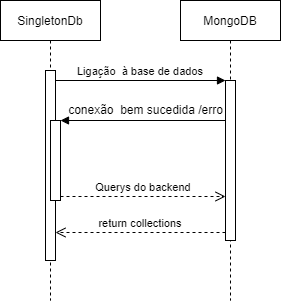 SingletonDb
MongoDB
Ligação à base de dados
conexão bem sucedida /erro
Querys do backend
return collections